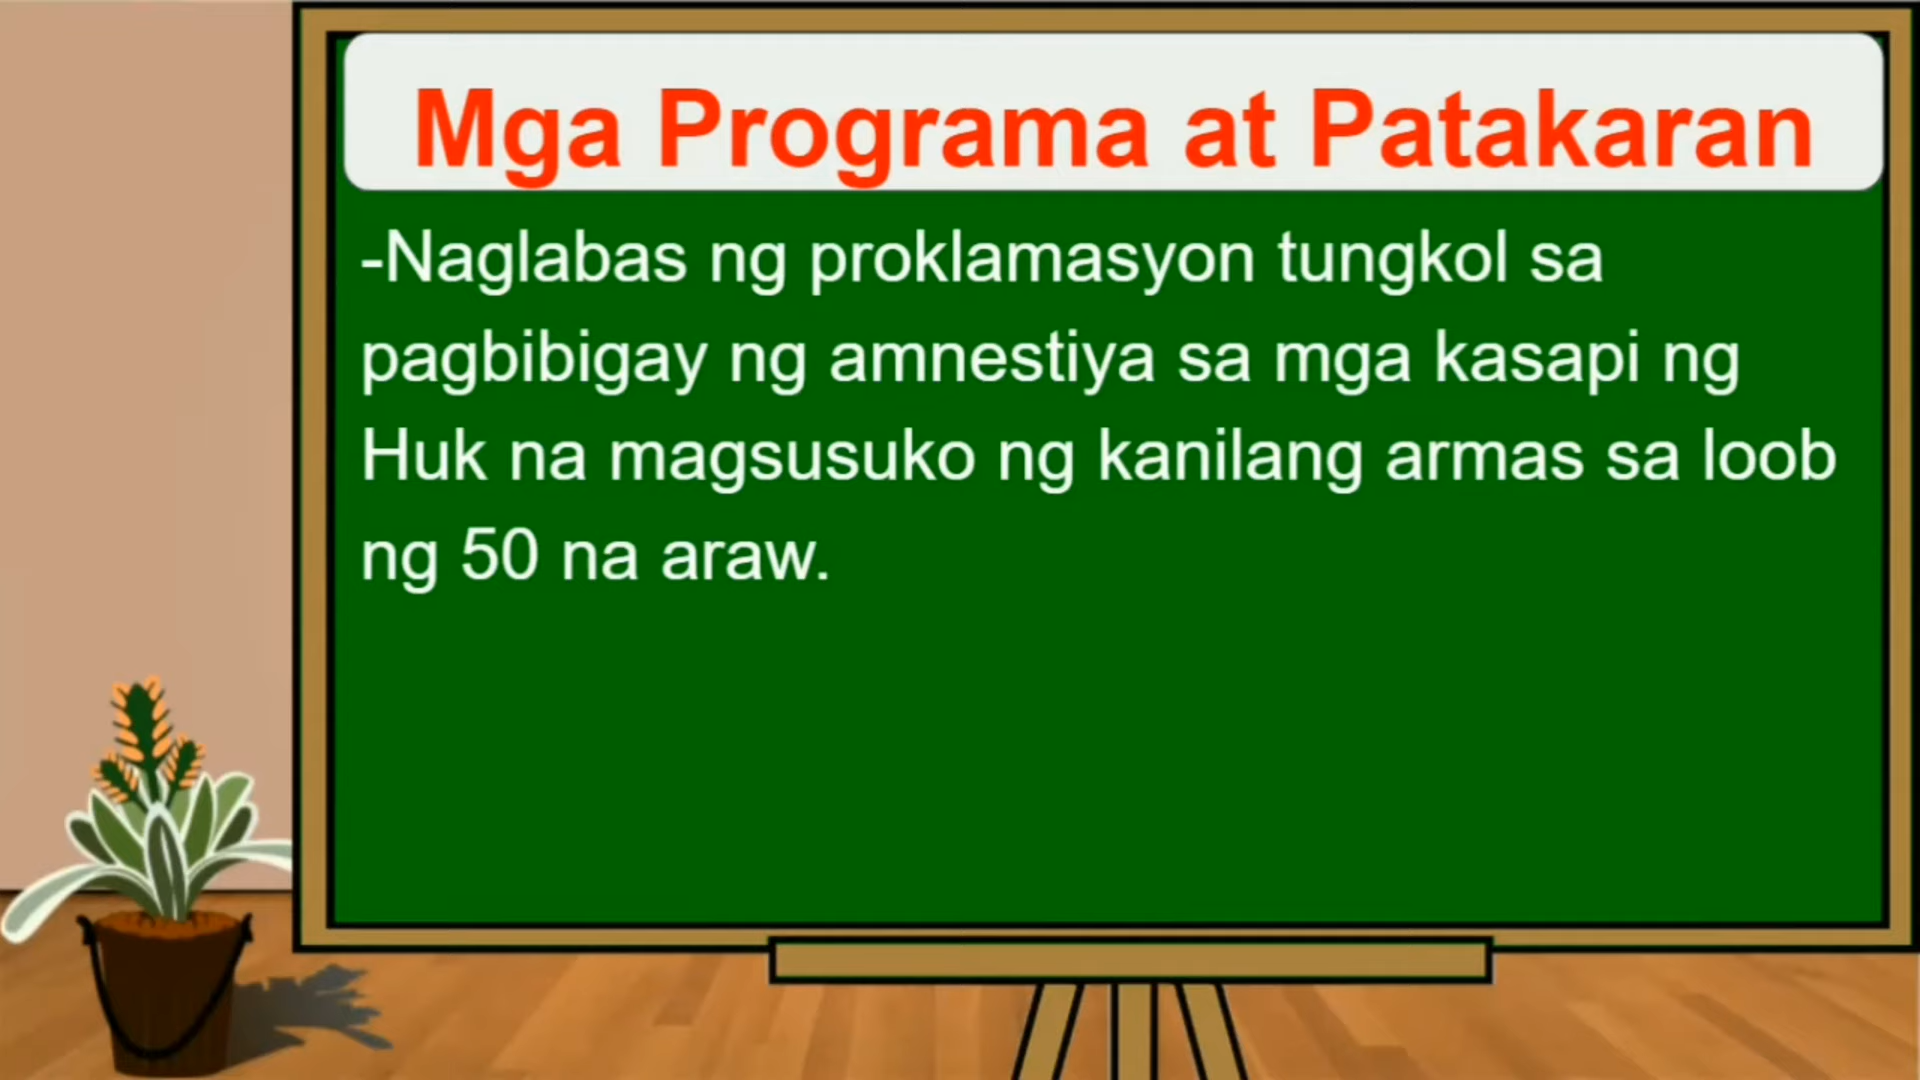 Mga Programa at Patakaran
-Naglabas ng proklamasyon tungkol sa
pagbibigay ng amnestiya sa mga kasapi ng
Huk na magsusuko ng kanilang armas sa loob
ng 50 na araw.